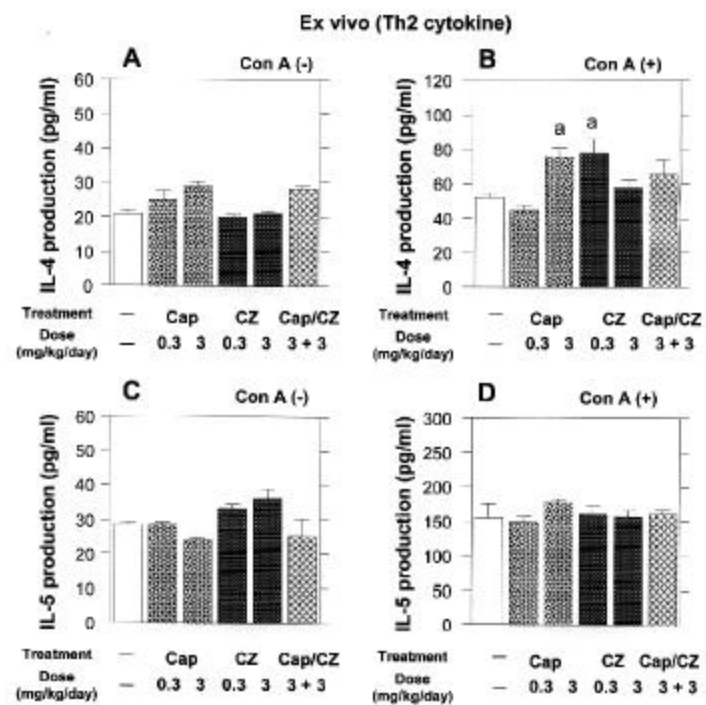 Ex vivo (Th2 cytokine)
A
Con A (-)
IL-4 production (pg/ml)
60
50
40
30
20
10
0
Treatment — Cap CZ Cap/CZ
Dose (mg/kg/day) — 0.3 3 0.3 3 3 + 3
B
Con A (+)
IL-4 production (pg/ml)
120
100
80
60
40
20
0
a a
Treatment — Cap CZ Cap/CZ
Dose (mg/kg/day) — 0.3 3 0.3 3 3 + 3
C
Con A (-)
IL-5 production (pg/ml)
60
50
40
30
20
10
0
Treatment — Cap CZ Cap/CZ
Dose (mg/kg/day) — 0.3 3 0.3 3 3 + 3
D
Con A (+)
IL-5 production (pg/ml)
300
250
200
150
100
50
0
Treatment — Cap CZ Cap/CZ
Dose (mg/kg/day) — 0.3 3 0.3 3 3 + 3